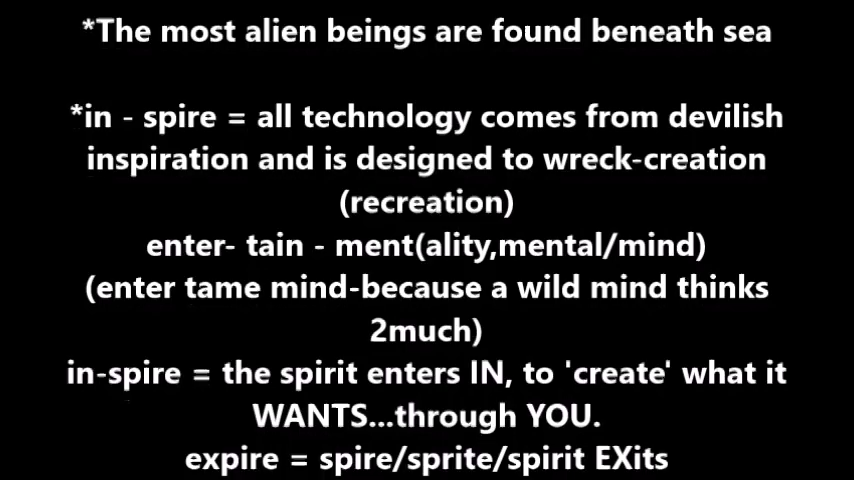 *The most alien beings are found beneath sea
*in - spire = all technology comes from devilish
inspiration and is designed to wreck-creation
(recreation)
enter- tain - ment(ality,mental/mind)
(enter tame mind-because a wild mind thinks
2much)
in-spire = the spirit enters IN, to 'create' what it
WANTS...through YOU.
expire = spire/sprite/spirit EXits